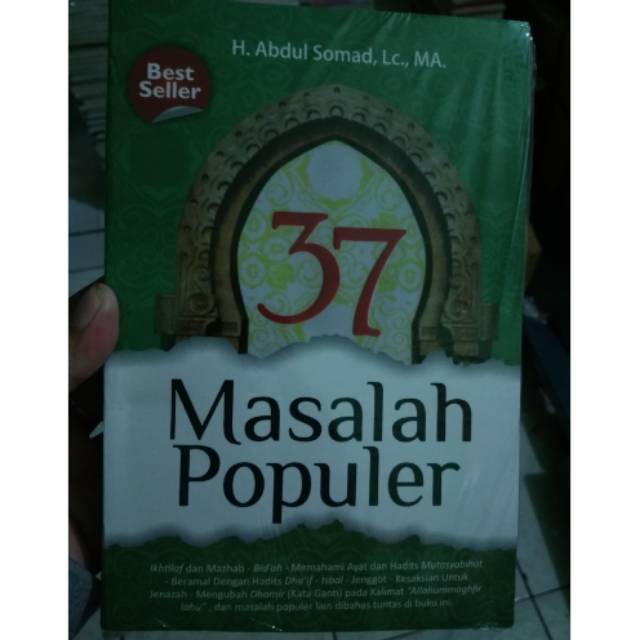 H. Abdul Somad, Lc., MA.
Best
Seller
37
Masalah
Populer
Ikhtilaf dan Mazhab - Bid'ah - Memahami Ayat dan Hadits Mutasyabihat
- Beramal Dengan Hadits Dha'if - Isbal - Jenggot - Kesaksian Untuk
Jenazah - Mengubah Dhamir (Kata Ganti) pada Kalimat "Allahummaghfir
lahu" , dan masalah populer lain dibahas tuntas di buku ini.